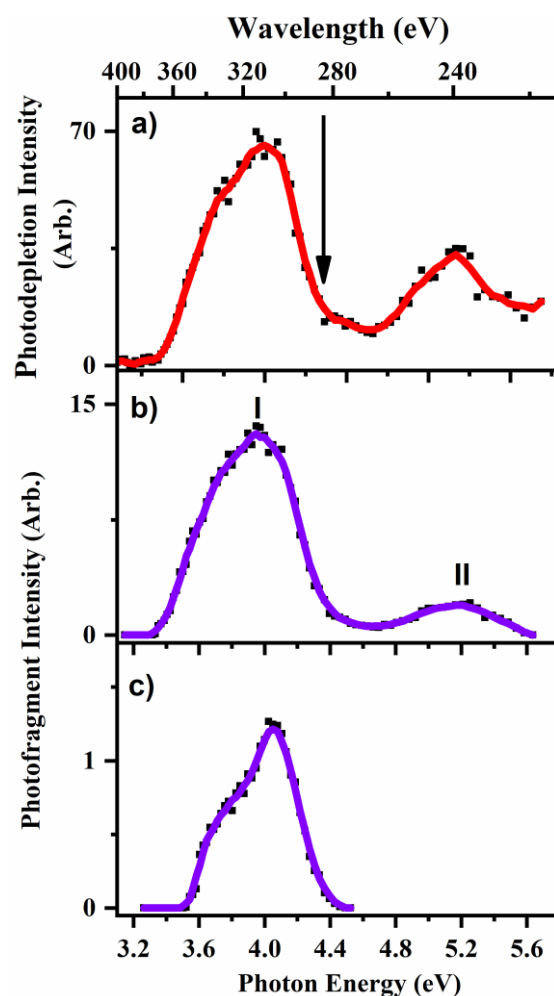 Wavelength (eV)
400 360 320 280 240
a)
70
0
Photodepletion Intensity
(Arb.)
b)
I
II
15
0
Photofragment Intensity (Arb.)
c)
1
0
3.2 3.6 4.0 4.4 4.8 5.2 5.6
Photon Energy (eV)